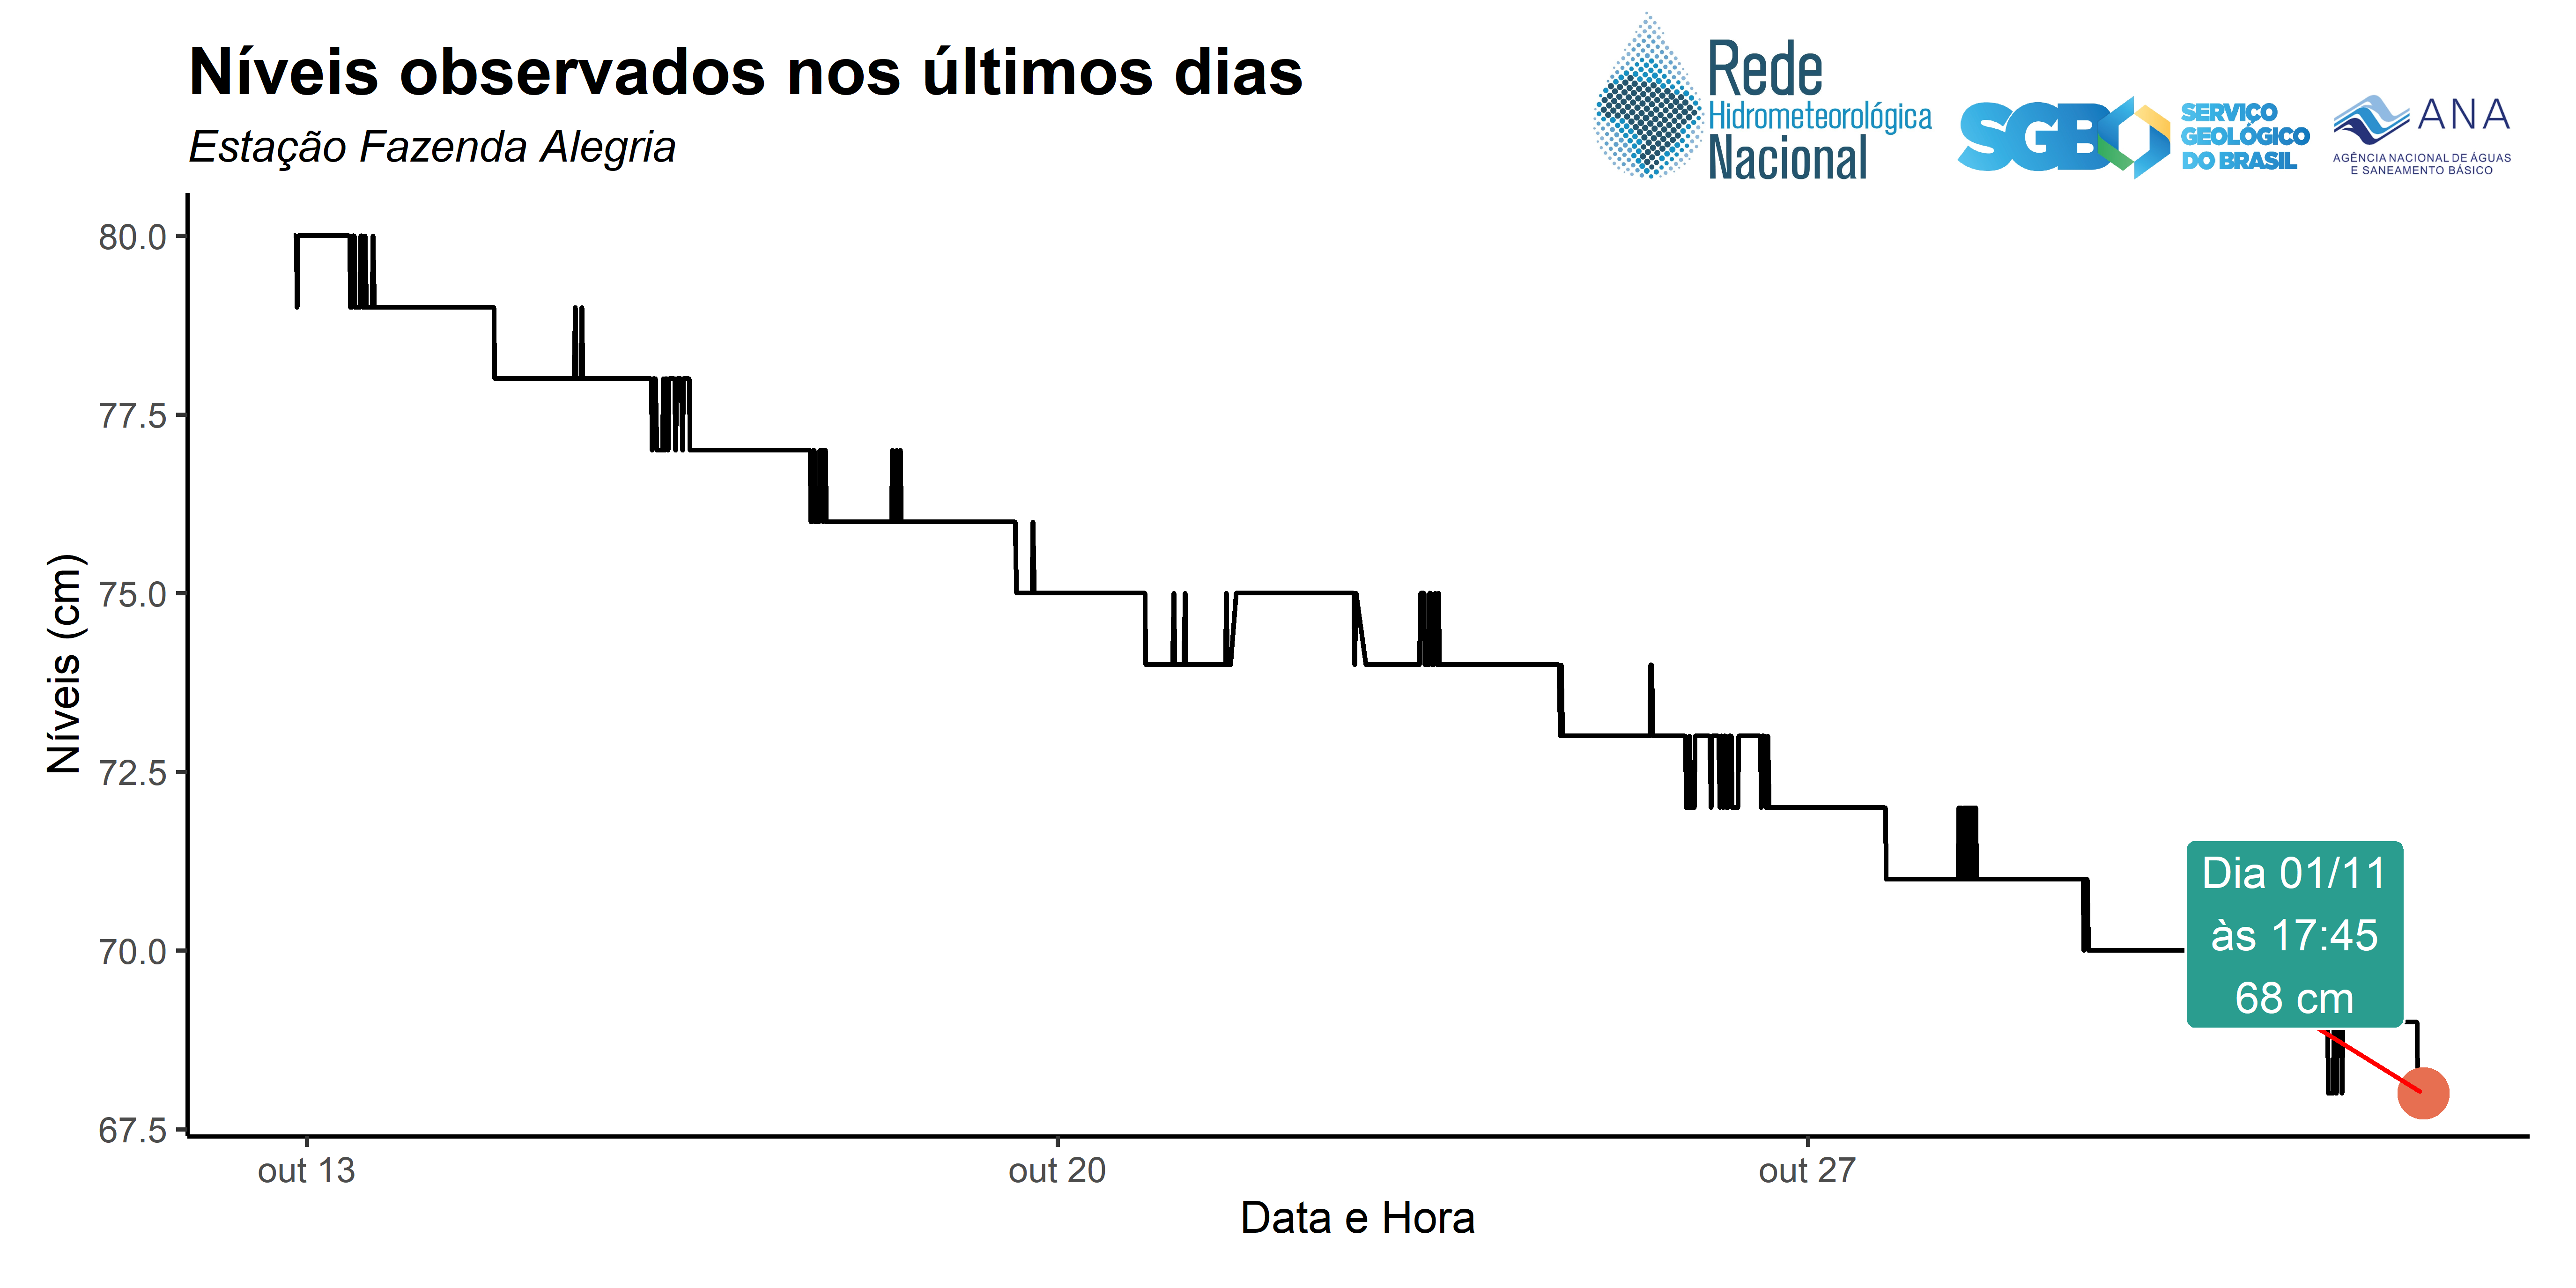 Níveis observados nos últimos dias
Estação Fazenda Alegria
Rede
Hidrometeorológica
Nacional
SGB
SERVIÇO
GEOLÓGICO
DO BRASIL
ANA
AGÊNCIA NACIONAL DE ÁGUAS
E SANEAMENTO BÁSICO
Níveis (cm)
80.0
77.5
75.0
72.5
70.0
67.5
Dia 01/11
às 17:45
68 cm
out 13
out 20
out 27
Data e Hora